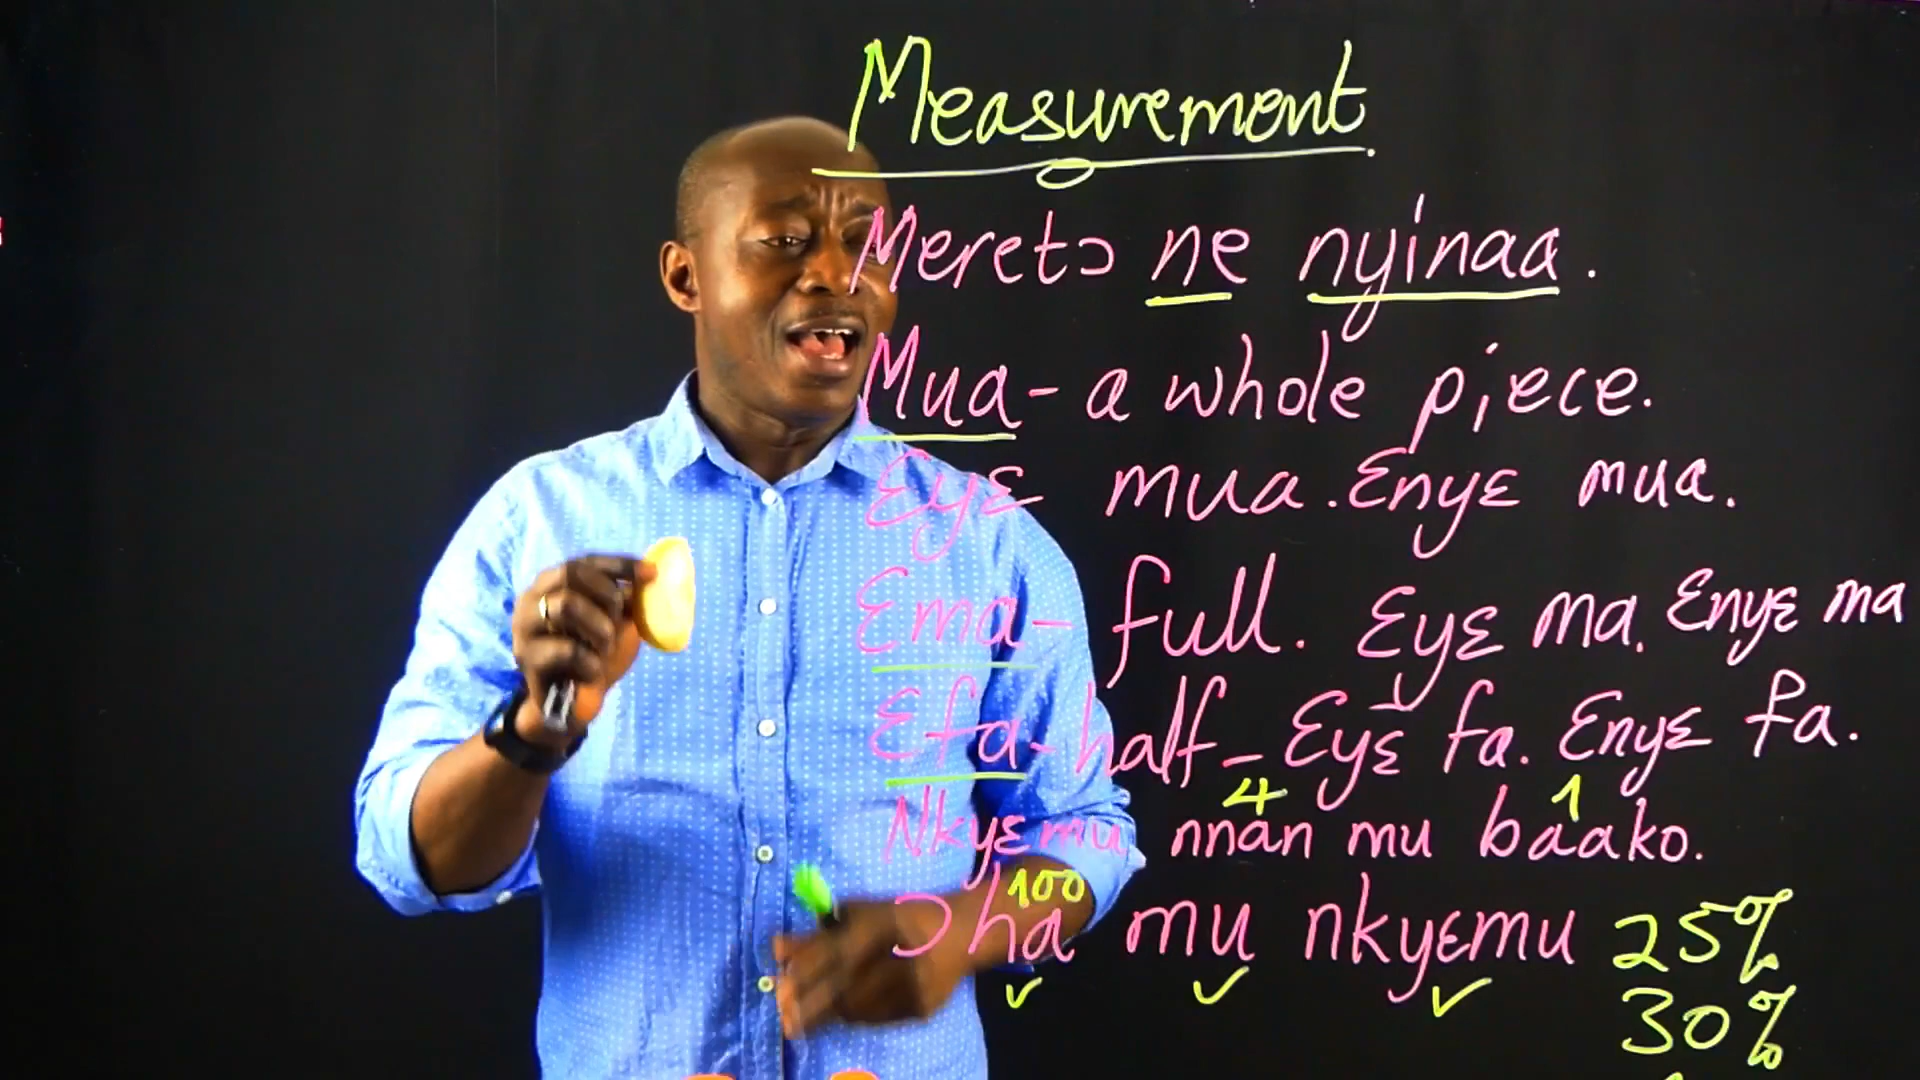 Measurement
Meretɔ ne nyinaa.
Mua - a whole piece.
Ɛyɛ mua. Ɛnyɛ mua.
Ɛma - full. Ɛyɛ ma. Ɛnyɛ ma
Ɛfa - half - Ɛyɛ fa. Ɛnyɛ fa.
4 1
Nkyɛmu nnan mu baako.
100
Ɔha mu nkyɛmu 25%
30%